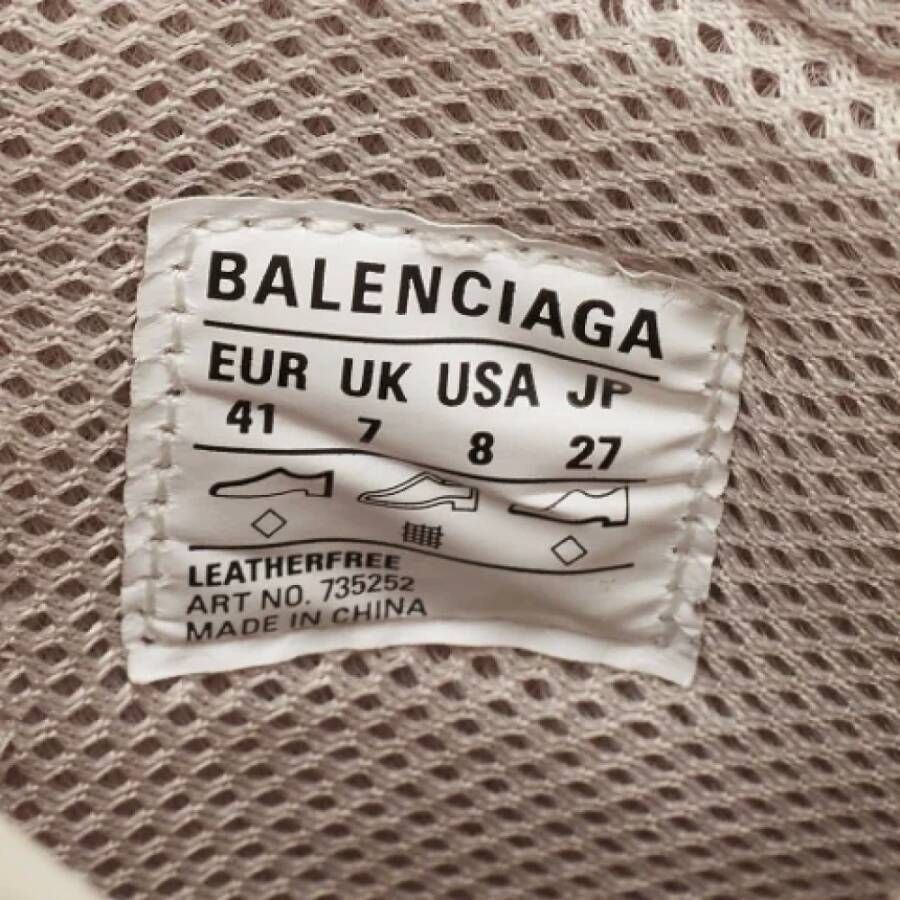 BALENCIAGA
EUR UK USA JP
41 7 8 27
LEATHERFREE
ART NO. 735252
MADE IN CHINA